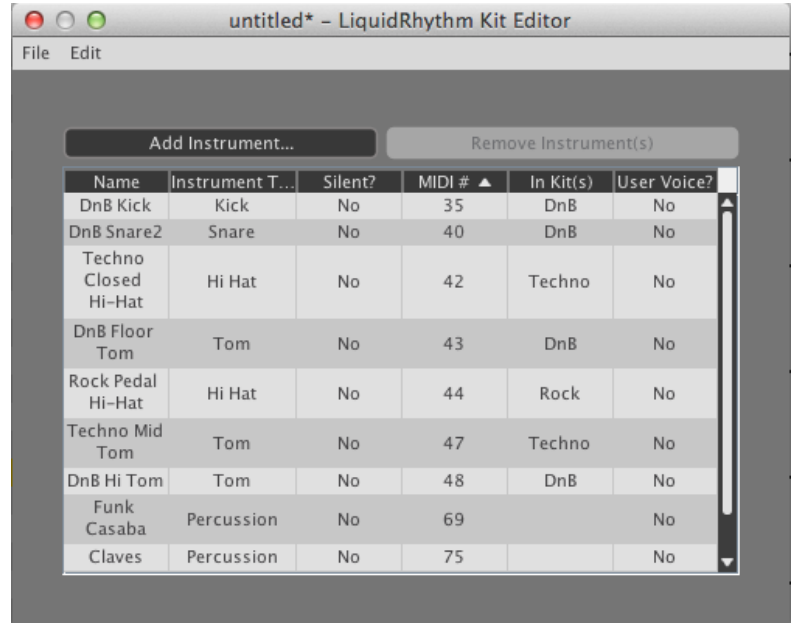 untitled* – LiquidRhythm Kit Editor
File Edit
Add Instrument... Remove Instrument(s)
Name Instrument T... Silent? MIDI # ▲ In Kit(s) User Voice?
DnB Kick Kick No 35 DnB No
DnB Snare2 Snare No 40 DnB No
Techno
Closed
Hi-Hat
Hi Hat No 42 Techno No
DnB Floor
Tom
Tom No 43 DnB No
Rock Pedal
Hi-Hat
Hi Hat No 44 Rock No
Techno Mid
Tom
Tom No 47 Techno No
DnB Hi Tom Tom No 48 DnB No
Funk
Casaba
Percussion No 69 No
Claves Percussion No 75 No